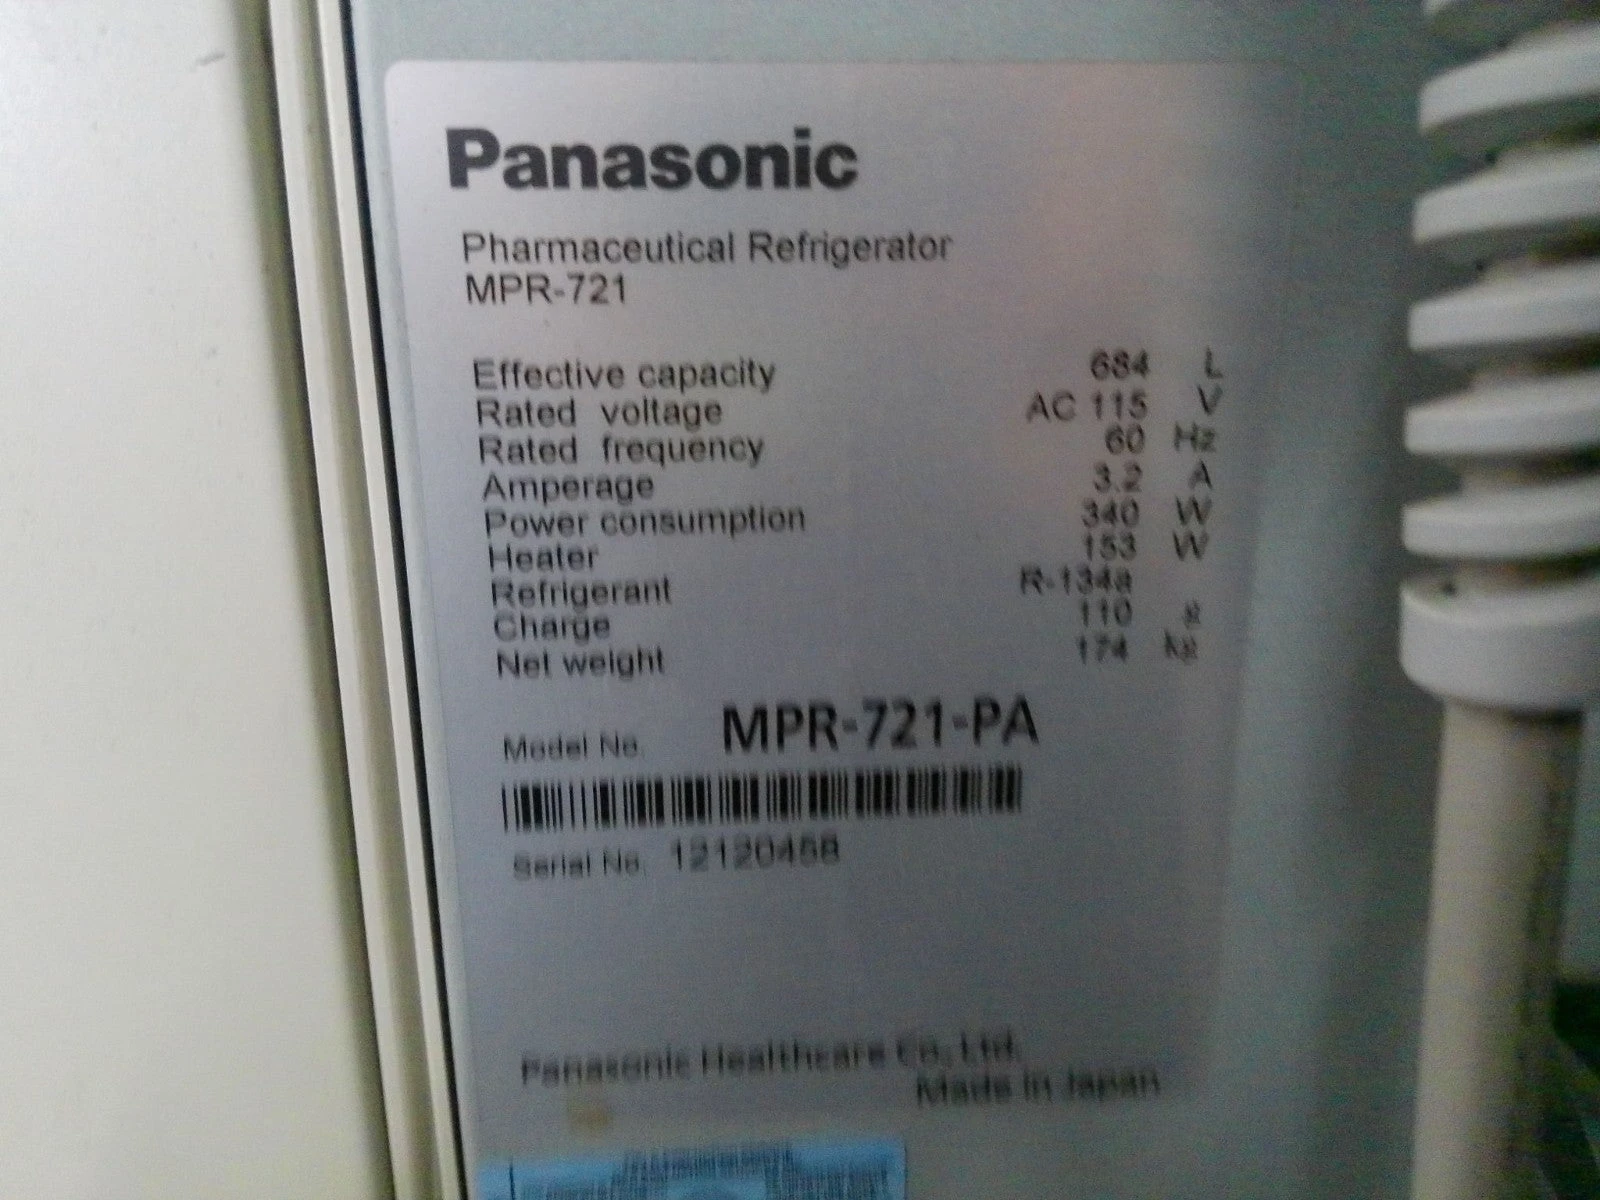 Panasonic
Pharmaceutical Refrigerator
MPR-721
Effective capacity 684 L
Rated voltage AC 115 V
Rated frequency 60 Hz
Amperage 3.2 A
Power consumption 340 W
Heater 153 W
Refrigerant R-134a
Charge 110 g
Net weight 174 kg
Model No. MPR-721-PA
Serial No. 12120458
Panasonic Healthcare Co., Ltd.
Made in Japan